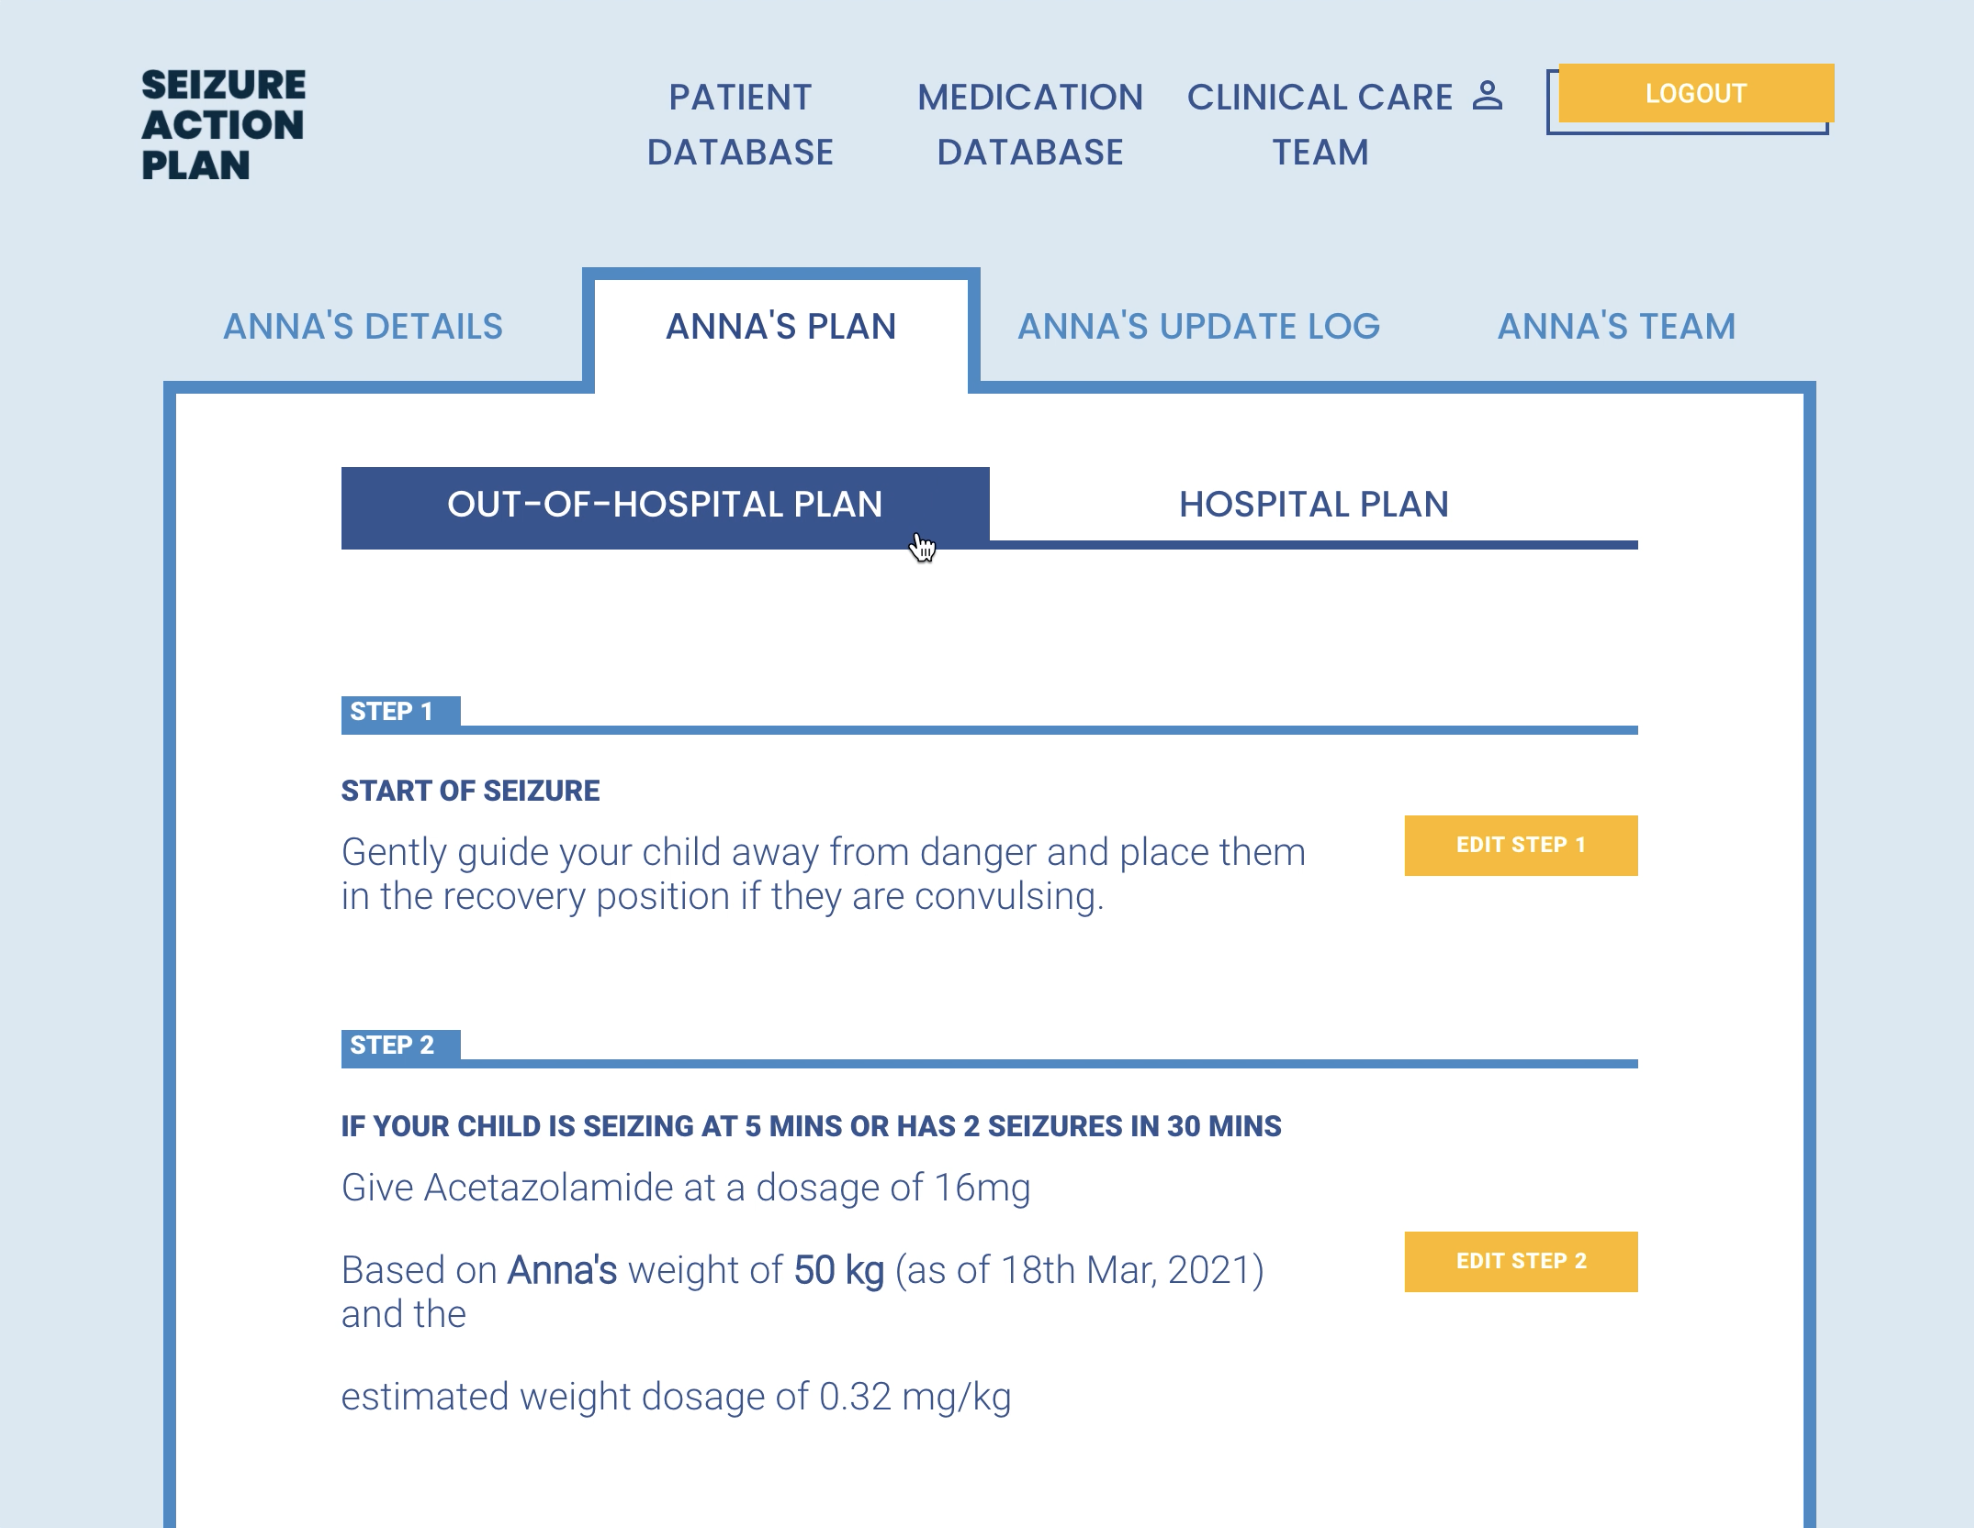 SEIZURE
ACTION
PLAN
PATIENT
DATABASE
MEDICATION
DATABASE
CLINICAL CARE
TEAM
LOGOUT
ANNA'S DETAILS
ANNA'S PLAN
ANNA'S UPDATE LOG
ANNA'S TEAM
OUT-OF-HOSPITAL PLAN
HOSPITAL PLAN
STEP 1
START OF SEIZURE
Gently guide your child away from danger and place them
in the recovery position if they are convulsing.
EDIT STEP 1
STEP 2
IF YOUR CHILD IS SEIZING AT 5 MINS OR HAS 2 SEIZURES IN 30 MINS
Give Acetazolamide at a dosage of 16mg
Based on Anna's weight of 50 kg (as of 18th Mar, 2021)
and the
estimated weight dosage of 0.32 mg/kg
EDIT STEP 2